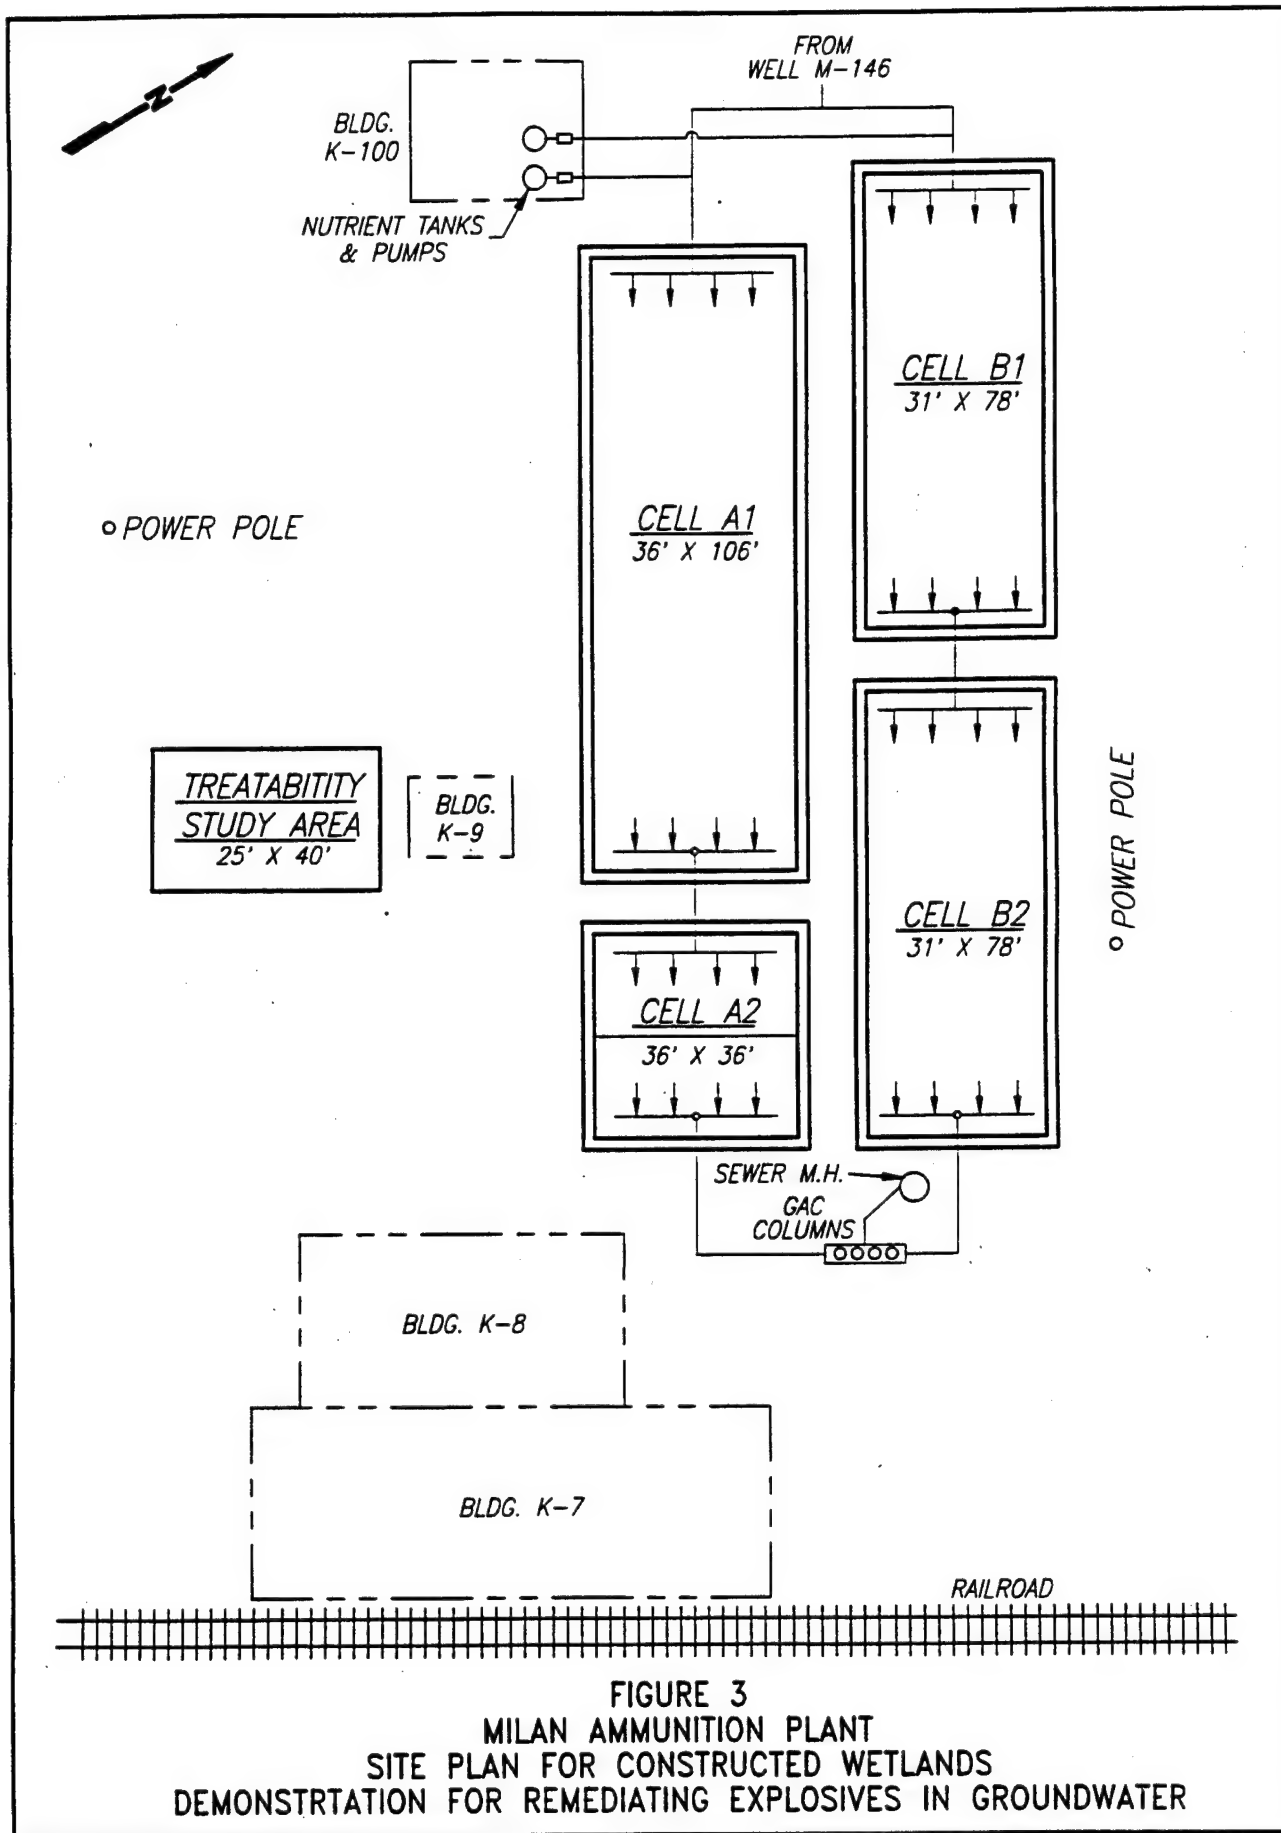 FROM
WELL M-146
N
BLDG.
K-100
NUTRIENT TANKS
& PUMPS
CELL B1
31' X 78'
CELL A1
36' X 106'
POWER POLE
TREATABITITY
STUDY AREA
25' X 40'
BLDG.
K-9
POWER POLE
CELL B2
31' X 78'
CELL A2
36' X 36'
SEWER M.H.
GAC
COLUMNS
BLDG. K-8
BLDG. K-7
RAILROAD
FIGURE 3
MILAN AMMUNITION PLANT
SITE PLAN FOR CONSTRUCTED WETLANDS
DEMONSTRTATION FOR REMEDIATING EXPLOSIVES IN GROUNDWATER